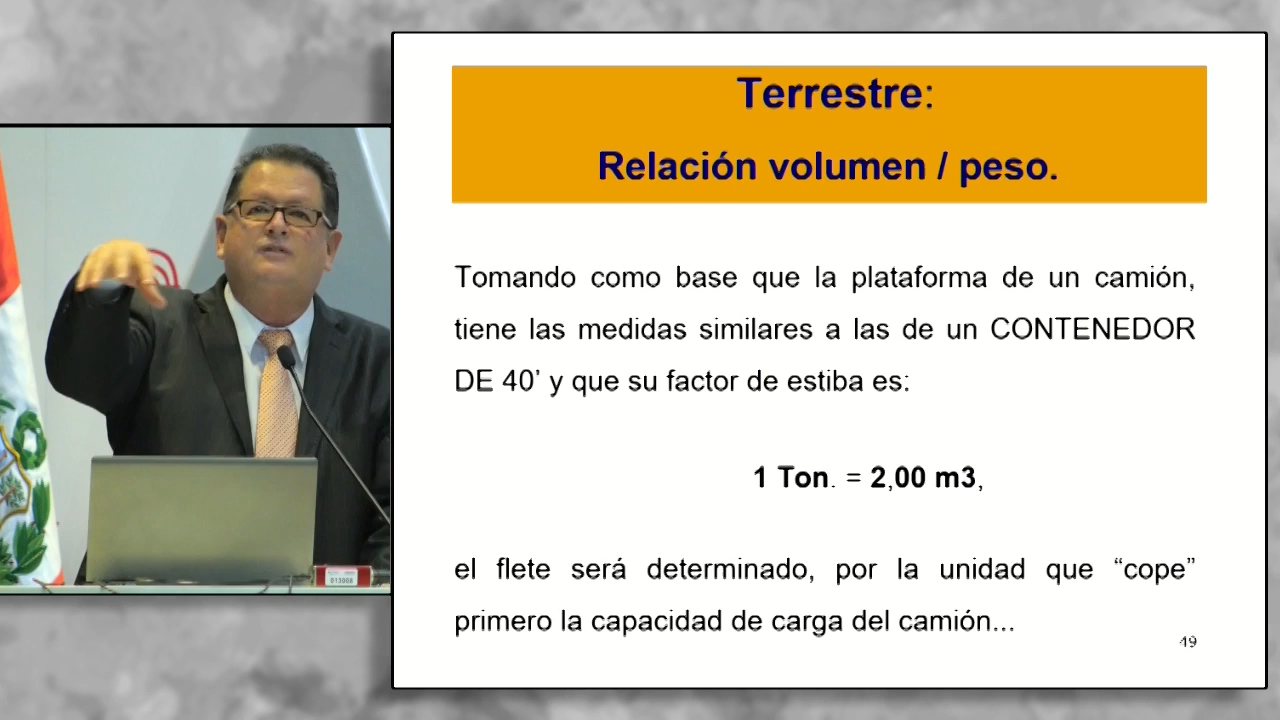 Terrestre:
Relación volumen / peso.
Tomando como base que la plataforma de un camión,
tiene las medidas similares a las de un CONTENEDOR
DE 40’ y que su factor de estiba es:
1 Ton. = 2,00 m3,
el flete será determinado, por la unidad que “cope”
primero la capacidad de carga del camión...
49